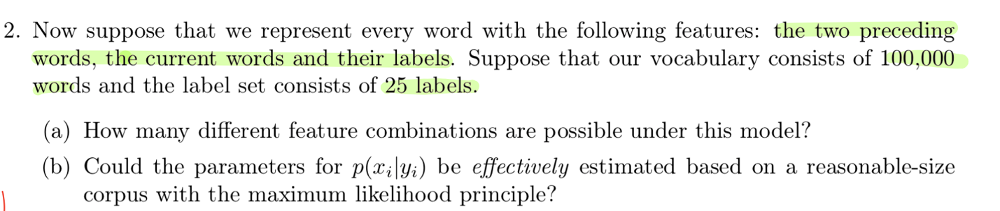 2. Now suppose that we represent every word with the following features: the two preceding
words, the current words and their labels. Suppose that our vocabulary consists of 100,000
words and the label set consists of 25 labels.
(a) How many different feature combinations are possible under this model?
(b) Could the parameters for p(xᵢ|yᵢ) be effectively estimated based on a reasonable-size
corpus with the maximum likelihood principle?